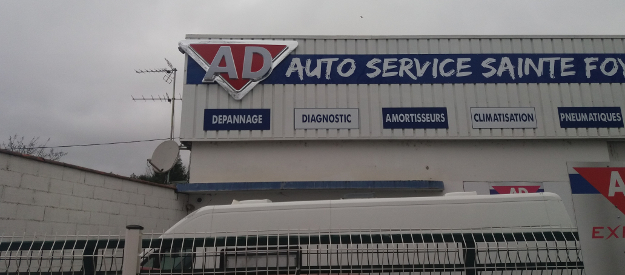 AD AUTO SERVICE SAINTE FOY
DEPANNAGE DIAGNOSTIC AMORTISSEURS CLIMATISATION PNEUMATIQUES
AD